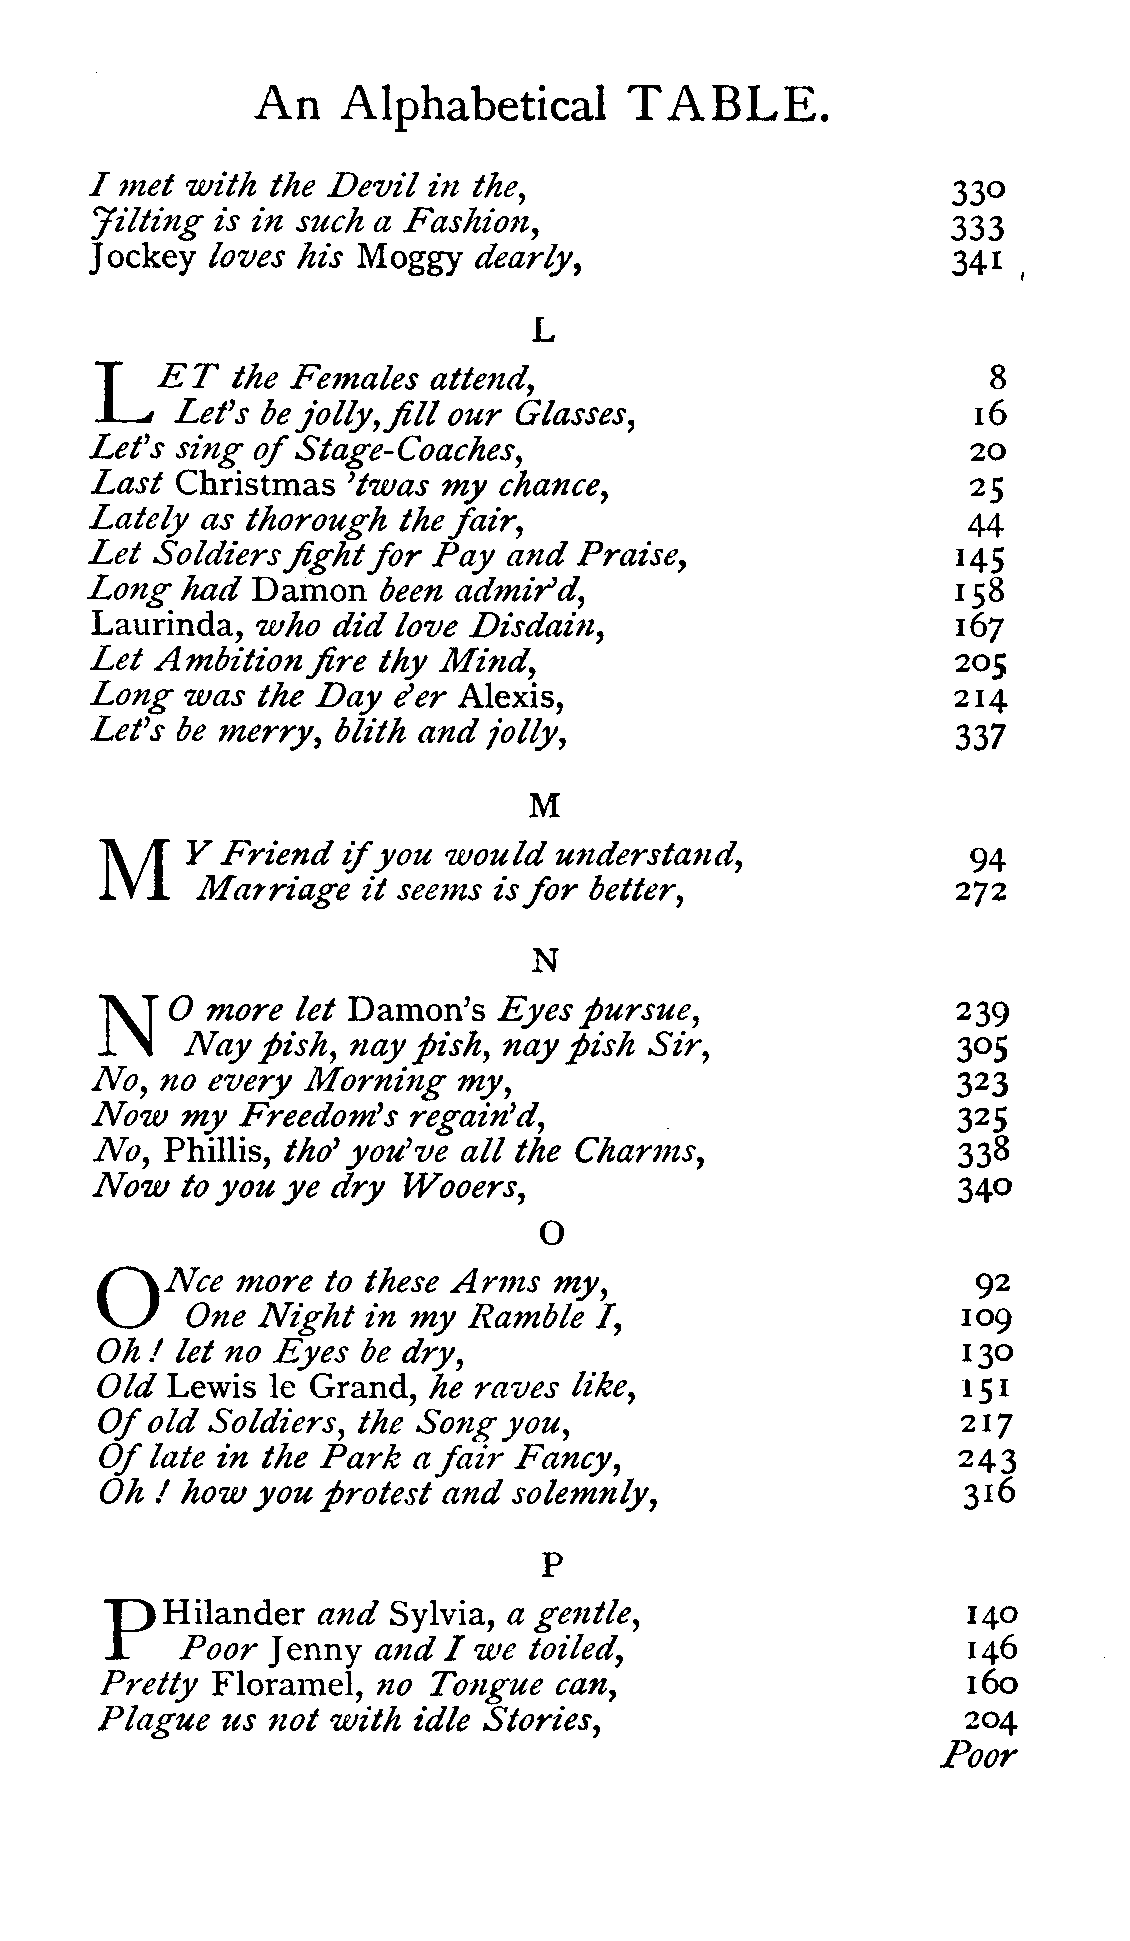 An Alphabetical TABLE.
I met with the Devil in the, 330
Jilting is in such a Fashion, 333
Jockey loves his Moggy dearly, 341
L
LET the Females attend, 8
Let's be jolly, fill our Glasses, 16
Let's sing of Stage-Coaches, 20
Last Christmas 'twas my chance, 25
Lately as thorough the fair, 44
Let Soldiers fight for Pay and Praise, 145
Long had Damon been admir'd, 158
Laurinda, who did love Disdain, 167
Let Ambition fire thy Mind, 205
Long was the Day e'er Alexis, 214
Let's be merry, blith and jolly, 337
M
MY Friend if you would understand, 94
Marriage it seems is for better, 272
N
NO more let Damon's Eyes pursue, 239
Nay pish, nay pish, nay pish Sir, 305
No, no every Morning my, 323
Now my Freedom's regain'd, 325
No, Phillis, tho' you've all the Charms, 338
Now to you ye dry Wooers, 340
O
ONce more to these Arms my, 92
One Night in my Ramble I, 109
Oh ! let no Eyes be dry, 130
Old Lewis le Grand, he raves like, 151
Of old Soldiers, the Song you, 217
Of late in the Park a fair Fancy, 243
Oh ! how you protest and solemnly, 316
P
PHilander and Sylvia, a gentle, 140
Poor Jenny and I we toiled, 146
Pretty Floramel, no Tongue can, 160
Plague us not with idle Stories, 204
Poor